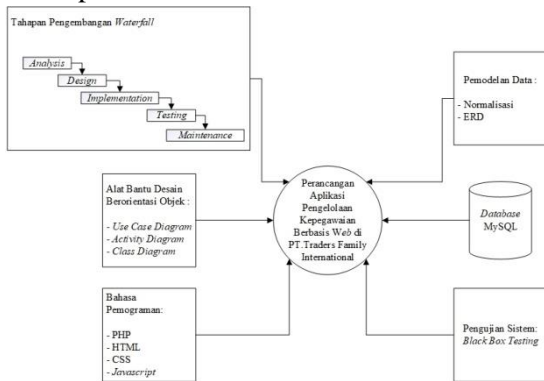 Tahapan Pengembangan Waterfall
Analysis
Design
Implementation
Testing
Maintenance
Pemodelan Data :
- Normalisasi
- ERD
Alat Bantu Desain
Berorientasi Objek :
- Use Case Diagram
- Activity Diagram
- Class Diagram
Perancangan
Aplikasi
Pengelolaan
Kepegawaian
Berbasis Web di
PT.Traders Family
International
Database
MySQL
Bahasa
Pemograman:
- PHP
- HTML
- CSS
- Javascript
Pengujian Sistem:
Black Box Testing